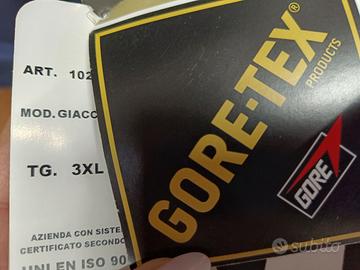 ART. 102
MOD. GIACC
TG. 3XL
AZIENDA CON SISTE
CERTIFICATO SECONDO
UNI EN ISO 90
GORE-TEX®
PRODUCTS
GORE
subito